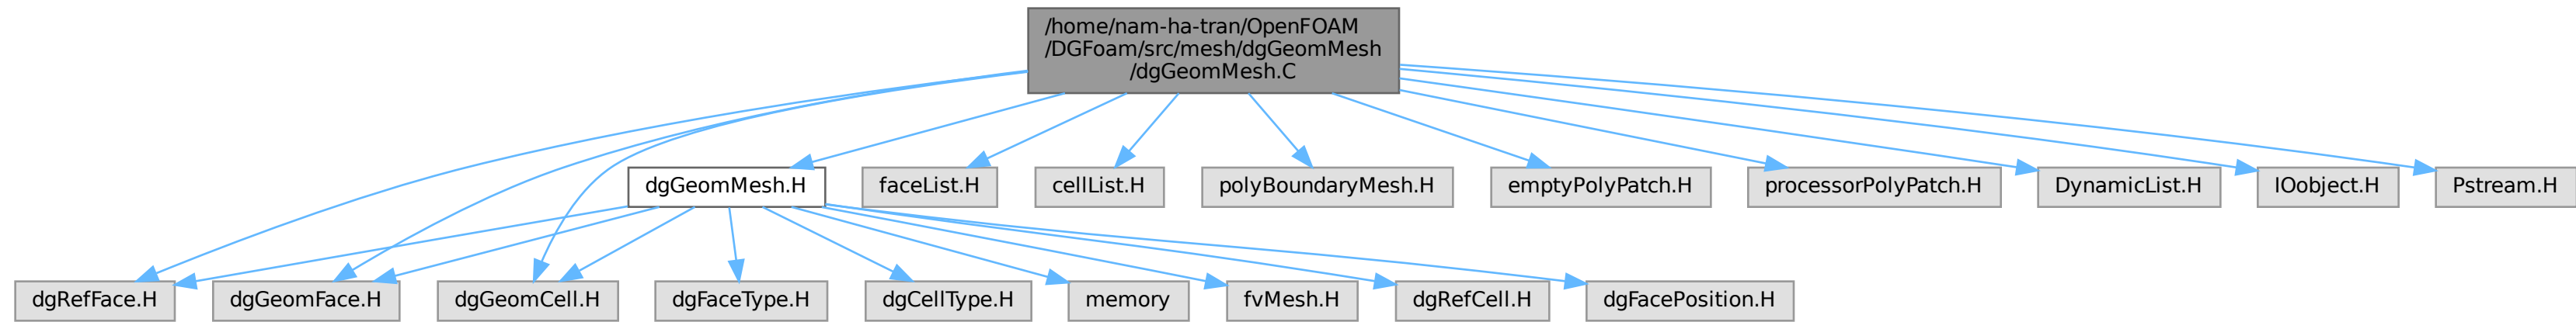 /home/nam-ha-tran/OpenFOAM
/DGFoam/src/mesh/dgGeomMesh
/dgGeomMesh.C
dgGeomMesh.H
faceList.H
cellList.H
polyBoundaryMesh.H
emptyPolyPatch.H
processorPolyPatch.H
DynamicList.H
IOobject.H
Pstream.H
dgRefFace.H
dgGeomFace.H
dgGeomCell.H
dgFaceType.H
dgCellType.H
memory
fvMesh.H
dgRefCell.H
dgFacePosition.H